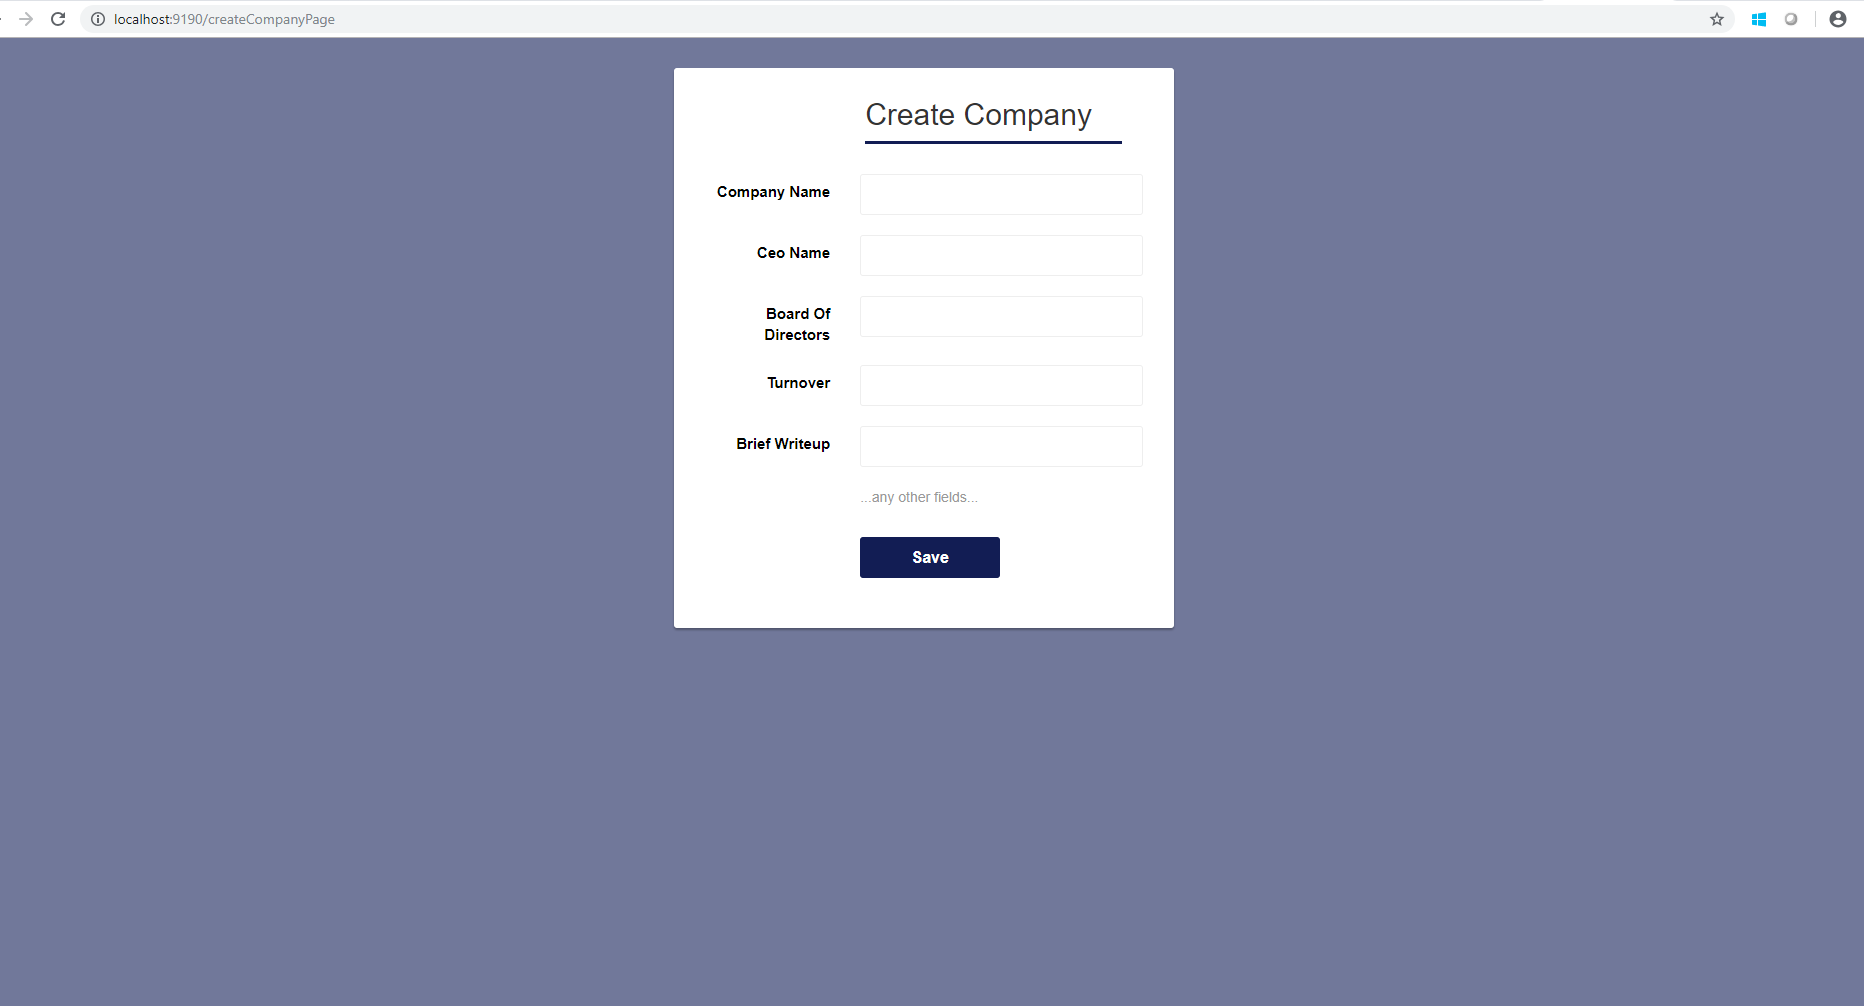 localhost:9190/createCompanyPage
Create Company
Company Name
Ceo Name
Board Of
Directors
Turnover
Brief Writeup
...any other fields...
Save